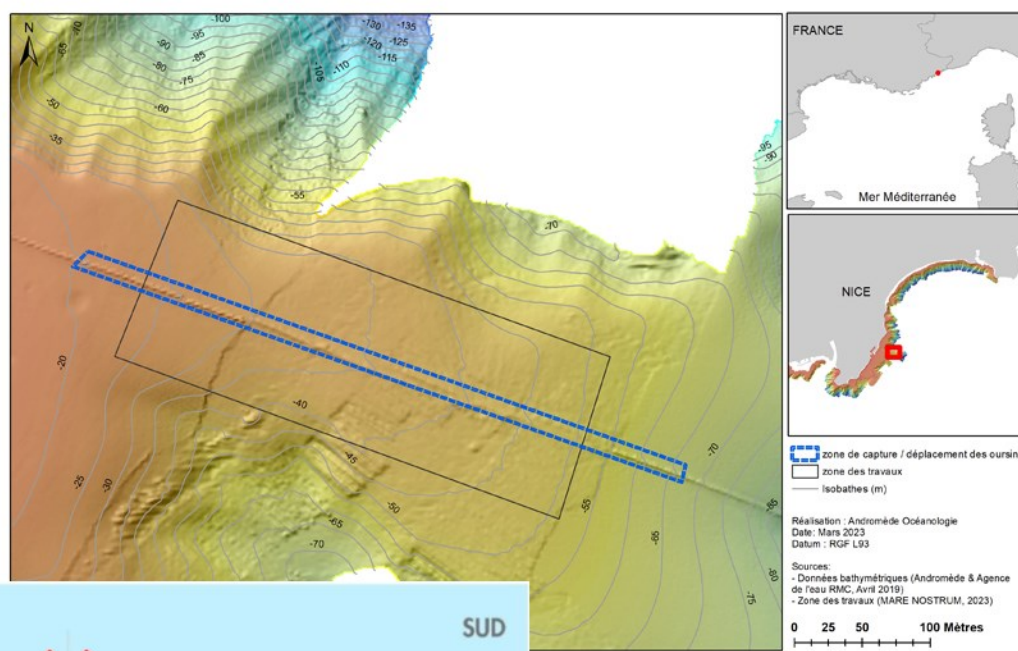 N
-65
-70
-90
-95
-100
-80
-75
-85
-130
-135
-120
-125
-115
-105
-110
-50
-60
-35
-55
-70
-95
-90
-20
-40
-45
-25
-30
-50
-65
-70
-55
-65
-70
-85
-60
-75
SUD
FRANCE
Mer Méditerranée
NICE
zone de capture / déplacement des oursin
zone des travaux
Isobathes (m)
Réalisation : Andromède Océanologie
Date: Mars 2023
Datum : RGF L93
Sources:
- Données bathymétriques (Andromède & Agence
de l'eau RMC, Avril 2019)
- Zone des travaux (MARE NOSTRUM, 2023)
0 25 50 100 Mètres